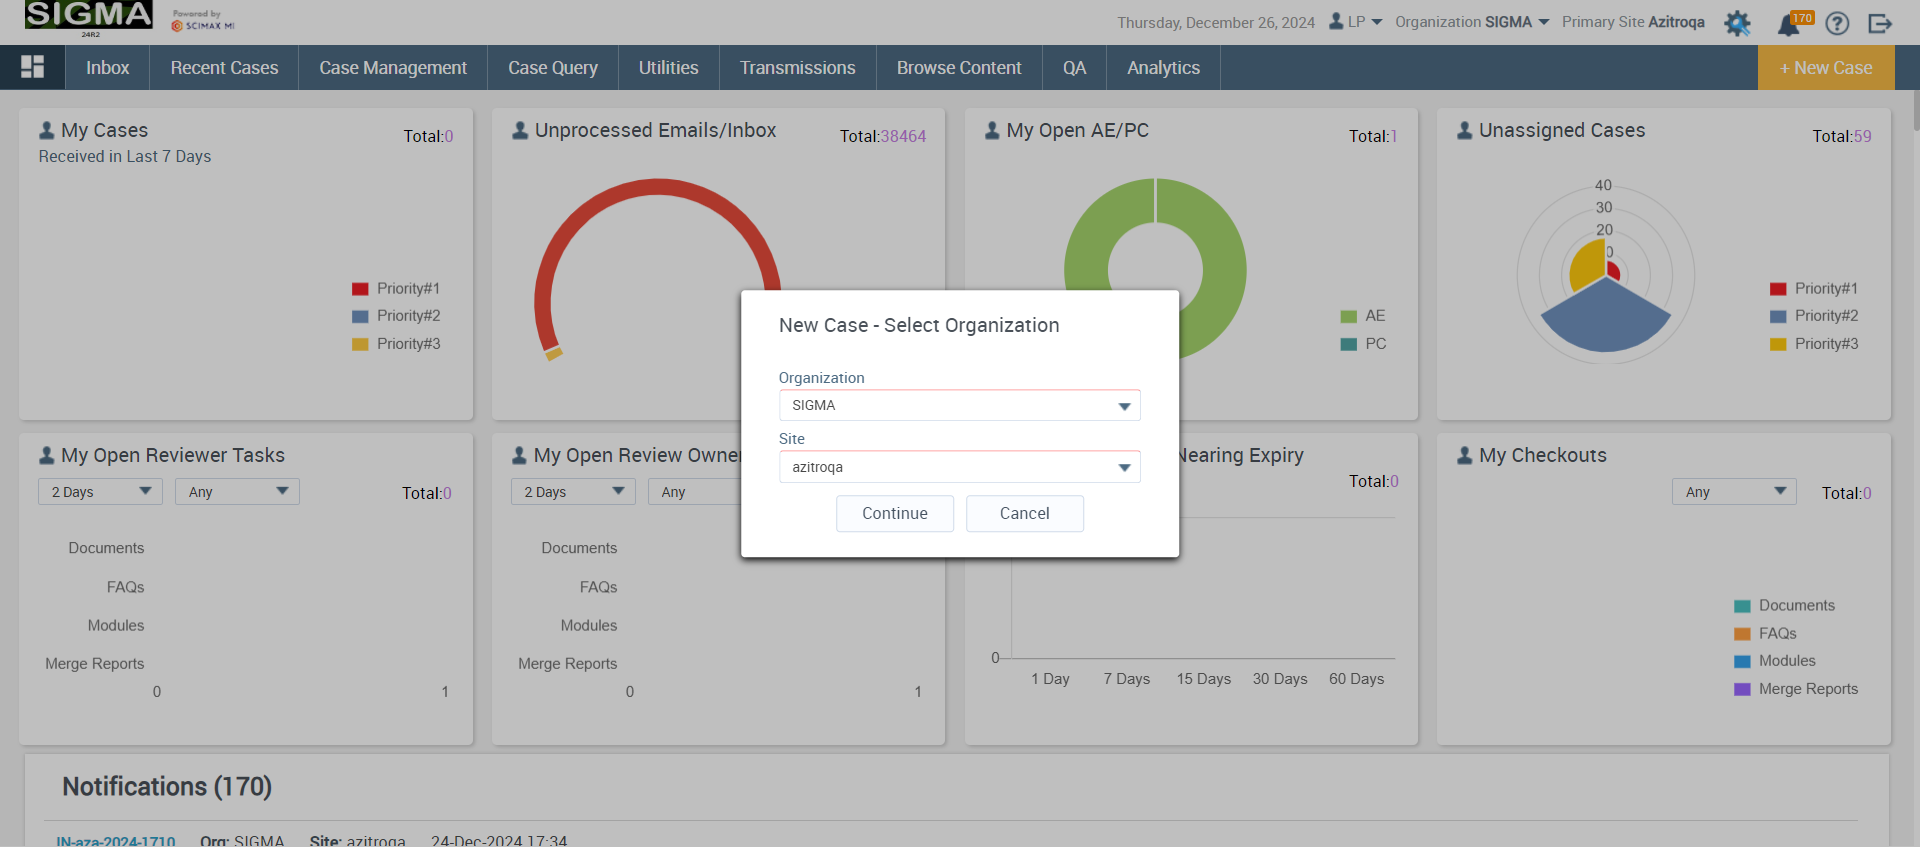 SIGMA
24R2
Powered by
SCIMAX MI
Thursday, December 26, 2024
LP
Organization SIGMA
Primary Site Azitroqa
170
?
Inbox
Recent Cases
Case Management
Case Query
Utilities
Transmissions
Browse Content
QA
Analytics
+ New Case
My Cases
Total:0
Received in Last 7 Days
Priority#1
Priority#2
Priority#3
Unprocessed Emails/Inbox
Total:38464
My Open AE/PC
Total:1
AE
PC
Unassigned Cases
Total:59
40
30
20
0
Priority#1
Priority#2
Priority#3
New Case - Select Organization
Organization
SIGMA
Site
azitroqa
Continue
Cancel
My Open Reviewer Tasks
2 Days
Any
Total:0
Documents
FAQs
Modules
Merge Reports
0
1
My Open Review Owner
2 Days
Any
Documents
FAQs
Modules
Merge Reports
0
1
Nearing Expiry
Total:0
0
1 Day
7 Days
15 Days
30 Days
60 Days
My Checkouts
Any
Total:0
Documents
FAQs
Modules
Merge Reports
Notifications (170)
IN-aza-2024-1710
Org: SIGMA
Site: azitroqa
24-Dec-2024 17:34